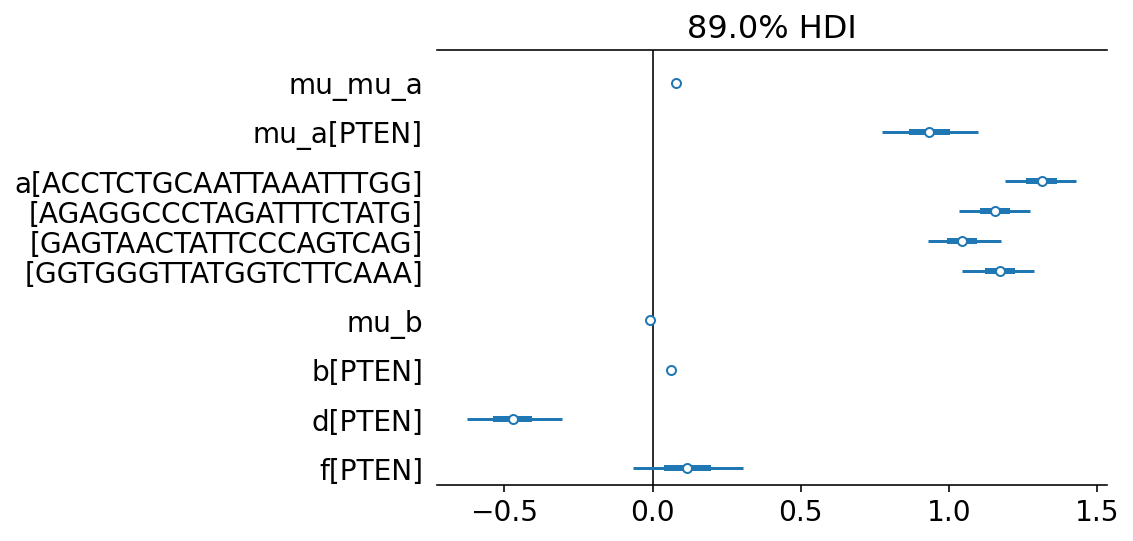 89.0% HDI
mu_mu_a
mu_a[PTEN]
a[ACCTCTGCAATTAAATTTGG]
[AGAGGCCCTAGATTTCTATG]
[GAGTAACTATTCCCAGTCAG]
[GGTGGGTTATGGTCTTCAAA]
mu_b
b[PTEN]
d[PTEN]
f[PTEN]
−0.5 0.0 0.5 1.0 1.5